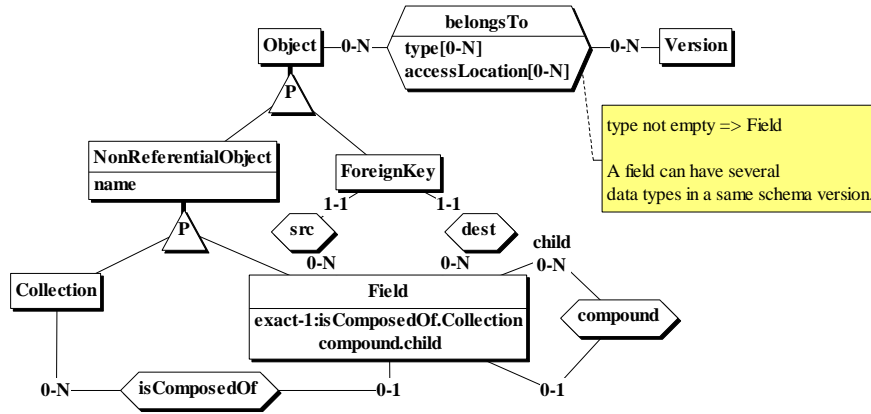 belongsTo
Object
0-N
type[0-N]
accessLocation[0-N]
0-N
Version
P
type not empty => Field
A field can have several
data types in a same schema version.
NonReferentialObject
name
ForeignKey
1-1
1-1
P
src
dest
child
0-N
0-N
0-N
Collection
Field
exact-1:isComposedOf.Collection
compound.child
compound
0-N
isComposedOf
0-1
0-1